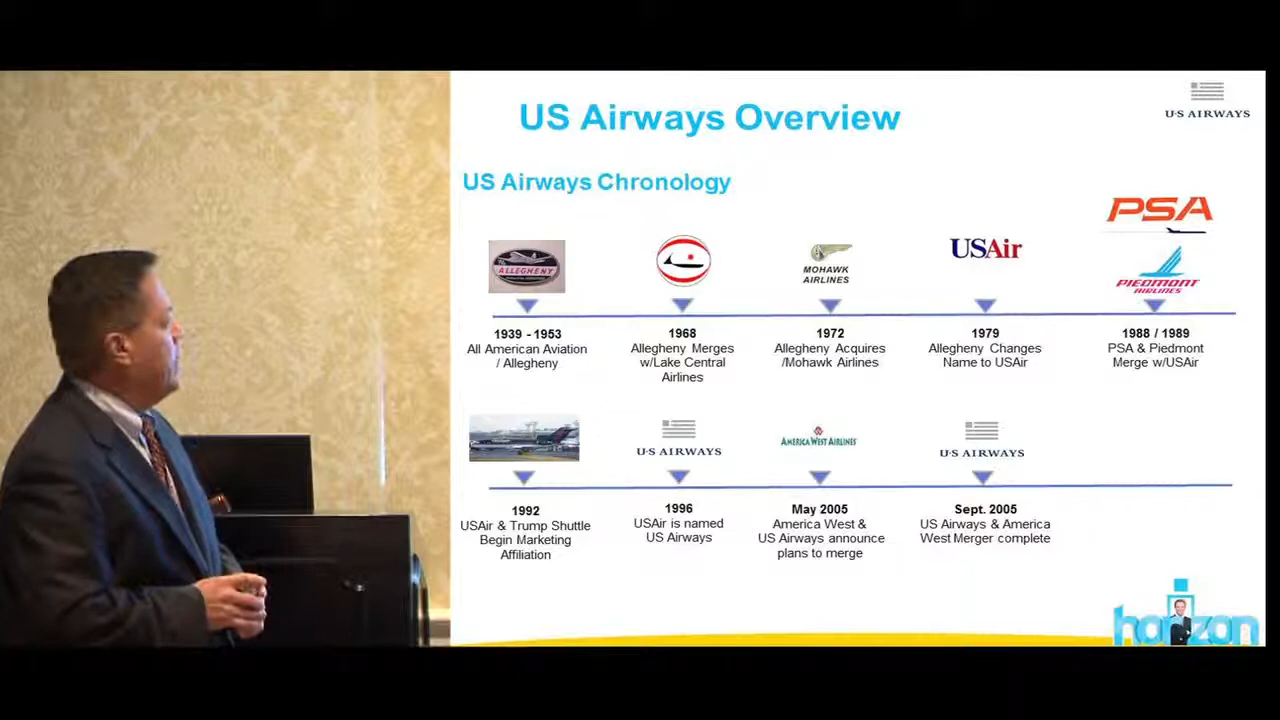 US Airways Overview
U·S AIRWAYS
US Airways Chronology
PSA
ALLEGHENY
MOHAWK
AIRLINES
USAir
PIEDMONT
AIRLINES
1939 - 1953
All American Aviation
/ Allegheny
1968
Allegheny Merges
w/Lake Central
Airlines
1972
Allegheny Acquires
/Mohawk Airlines
1979
Allegheny Changes
Name to USAir
1988 / 1989
PSA & Piedmont
Merge w/USAir
U·S AIRWAYS
AMERICA WEST AIRLINES
U·S AIRWAYS
1992
USAir & Trump Shuttle
Begin Marketing
Affiliation
1996
USAir is named
US Airways
May 2005
America West &
US Airways announce
plans to merge
Sept. 2005
US Airways & America
West Merger complete
horizon